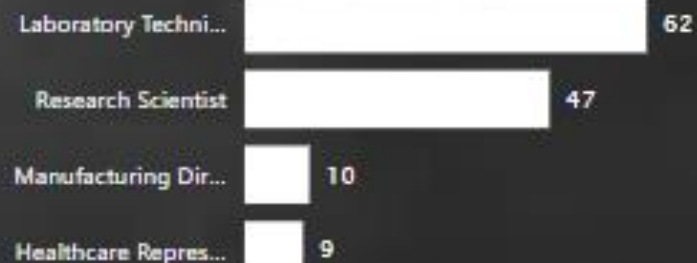 Laboratory Techni... 62
Research Scientist 47
Manufacturing Dir... 10
Healthcare Repres... 9